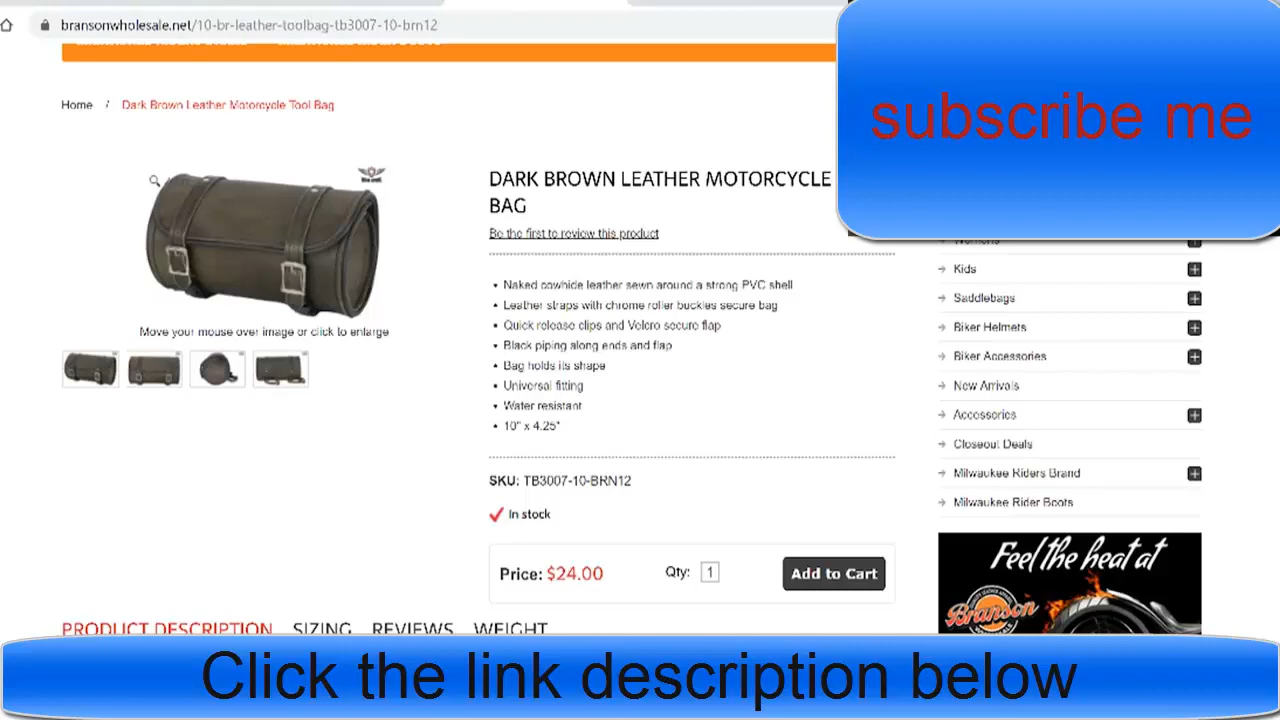 bransonwholesale.net/10-br-leather-toolbag-tb3007-10-brn12
subscribe me
Home / Dark Brown Leather Motorcycle Tool Bag
DARK BROWN LEATHER MOTORCYCLE
BAG
Be the first to review this product
• Naked cowhide leather sewn around a strong PVC shell
• Leather straps with chrome roller buckles secure bag
• Quick release clips and Velcro secure flap
• Black piping along ends and flap
• Bag holds its shape
• Universal fitting
• Water resistant
• 10" x 4.25"
Move your mouse over image or click to enlarge
SKU: TB3007-10-BRN12
In stock
Price: $24.00 Qty: 1 Add to Cart
PRODUCT DESCRIPTION SIZING REVIEWS WEIGHT
Womens
Kids
Saddlebags
Biker Helmets
Biker Accessories
New Arrivals
Accessories
Closeout Deals
Milwaukee Riders Brand
Milwaukee Rider Boots
Feel the heat at
Branson
Click the link description below